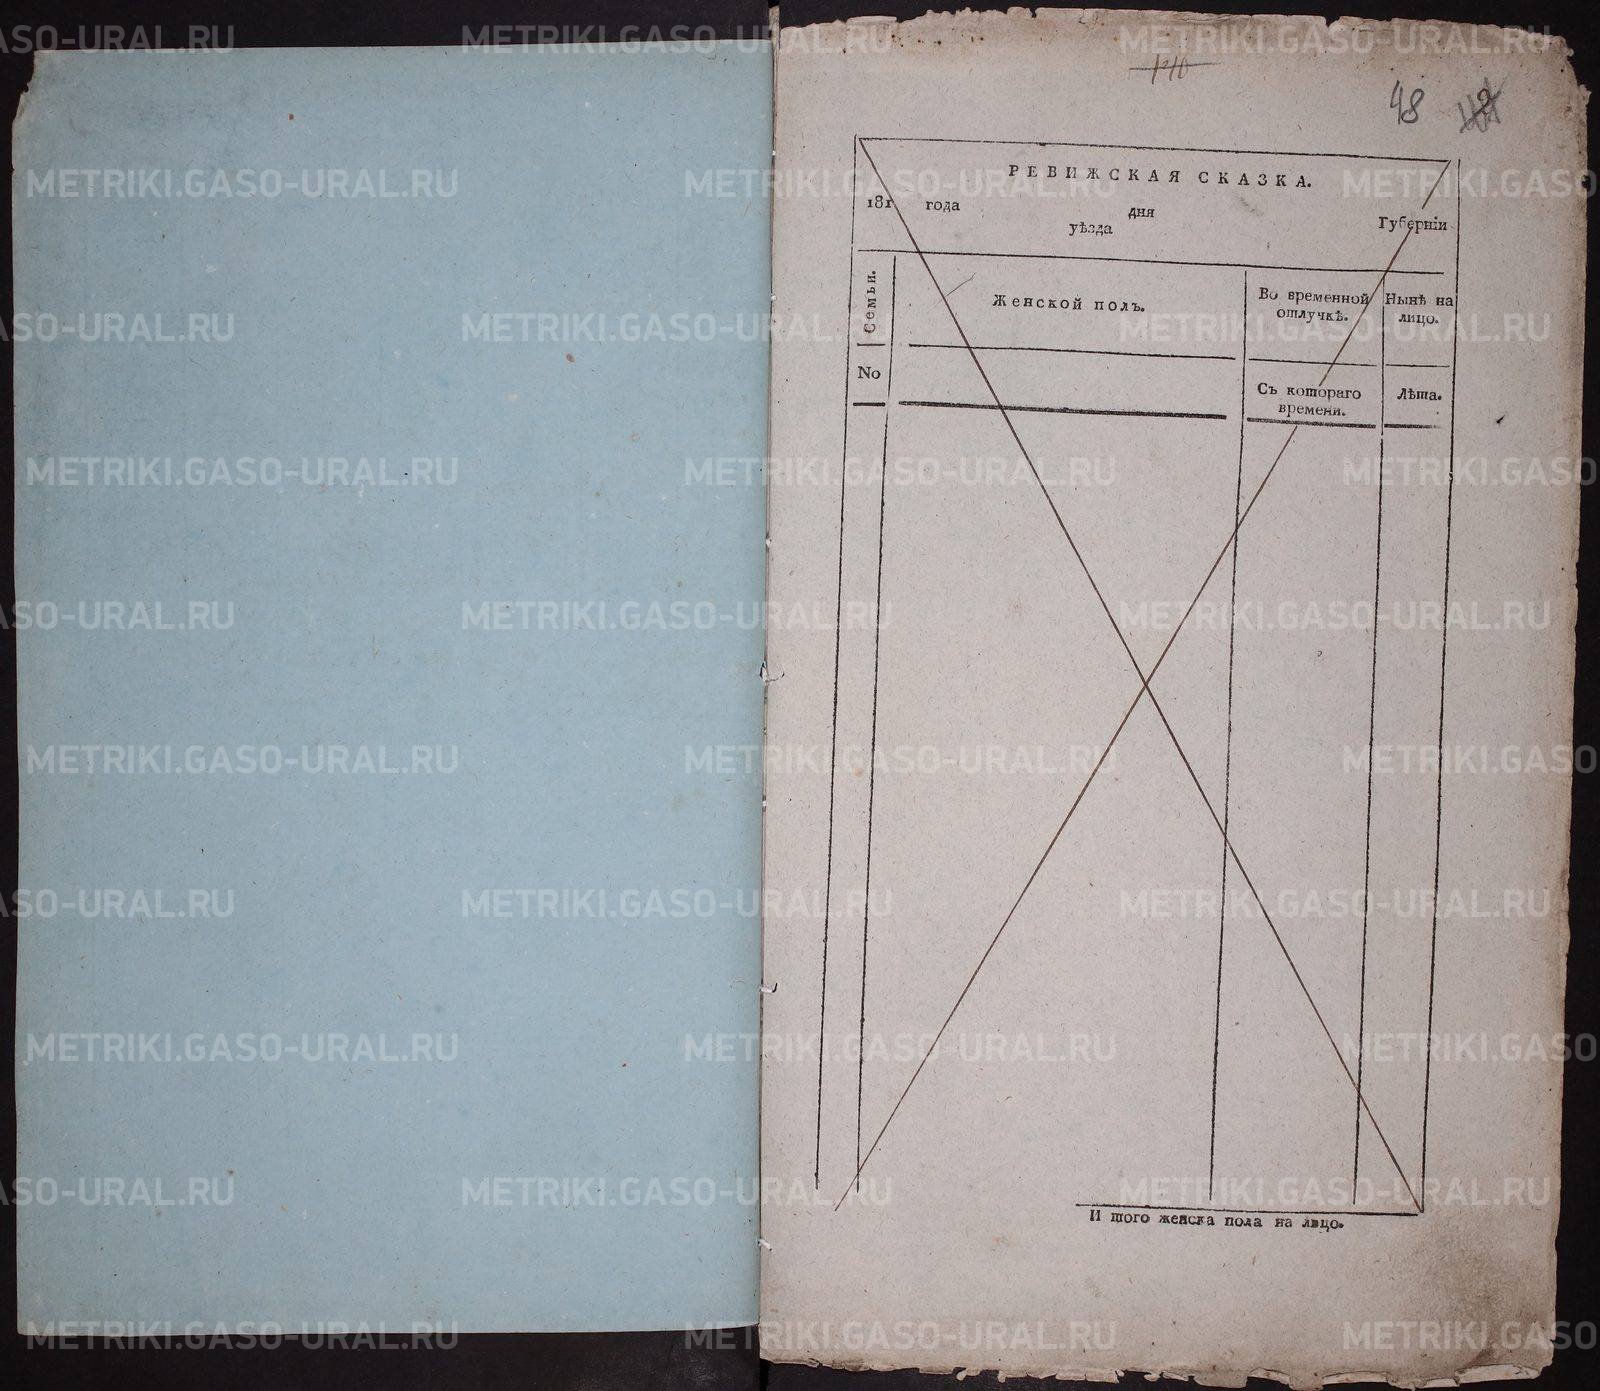 48
РЕВИЖСКАЯ СКАЗКА.
181 года дня
уѣзда Губерніи
Семьи. Женской полъ. Во временной отлучкѣ. Нынѣ на лицо.
No Съ котораго времени. Лѣта.
И того женска пола на лицо.
METRIKI.GASO-URAL.RU